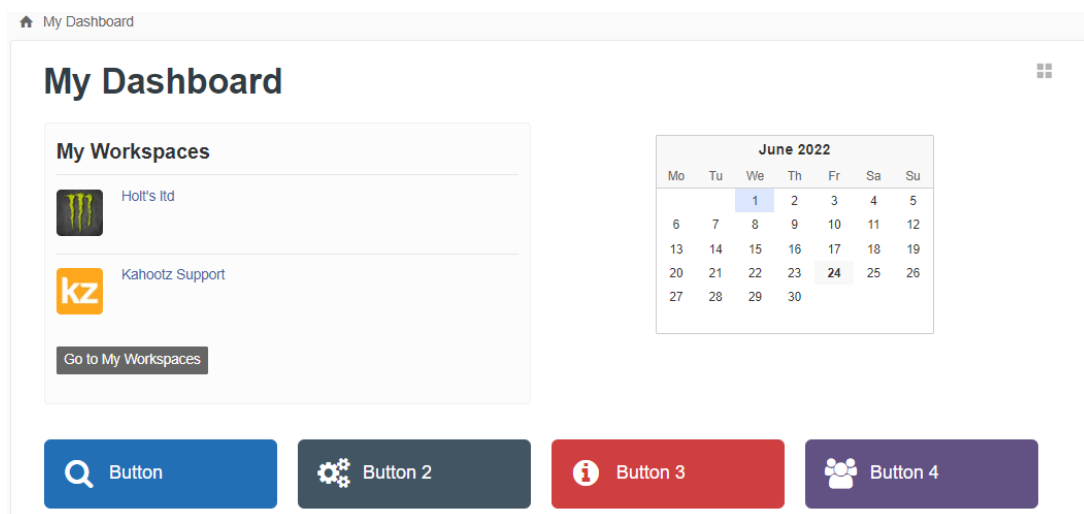 My Dashboard
My Dashboard
My Workspaces
Holt's ltd
kz
Kahootz Support
Go to My Workspaces
June 2022
Mo Tu We Th Fr Sa Su
1 2 3 4 5
6 7 8 9 10 11 12
13 14 15 16 17 18 19
20 21 22 23 24 25 26
27 28 29 30
Button
Button 2
Button 3
Button 4